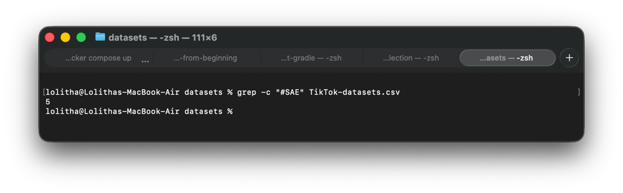 datasets — -zsh — 111×6
...cker compose up ... ...-from-beginning ...t-gradle — -zsh ...lection — -zsh ...asets — -zsh +
[lolitha@Lolithas-MacBook-Air datasets % grep -c "#SAE" TikTok-datasets.csv ]
5
lolitha@Lolithas-MacBook-Air datasets %